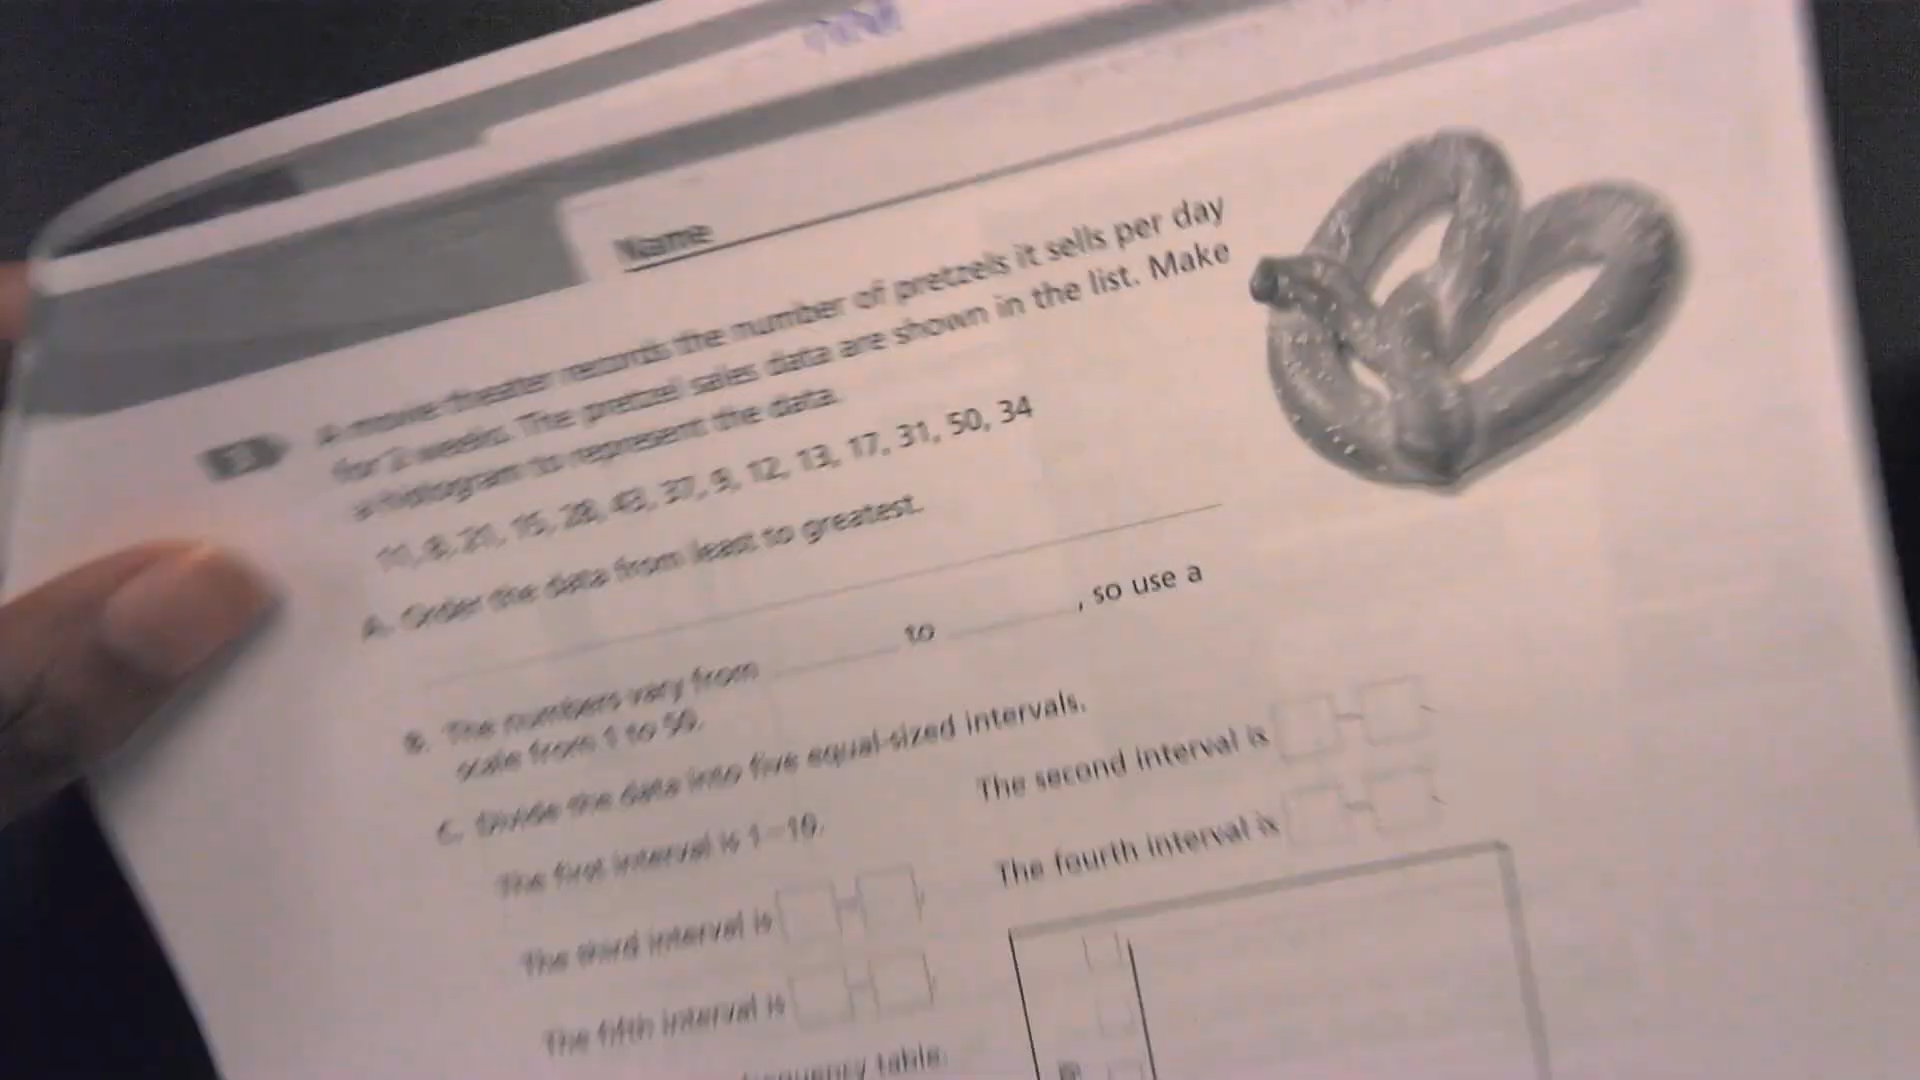 Name
3 A movie theater records the number of pretzels it sells per day
for 2 weeks. The pretzel sales data are shown in the list. Make
a histogram to represent the data.
11, 8, 21, 15, 28, 43, 37, 9, 12, 13, 17, 31, 50, 34
A. Order the data from least to greatest.
B. The numbers vary from to , so use a
scale from 1 to 50.
C. Divide the data into five equal-sized intervals.
The first interval is 1–10. The second interval is – .
The third interval is – . The fourth interval is – .
The fifth interval is – .
frequency table.